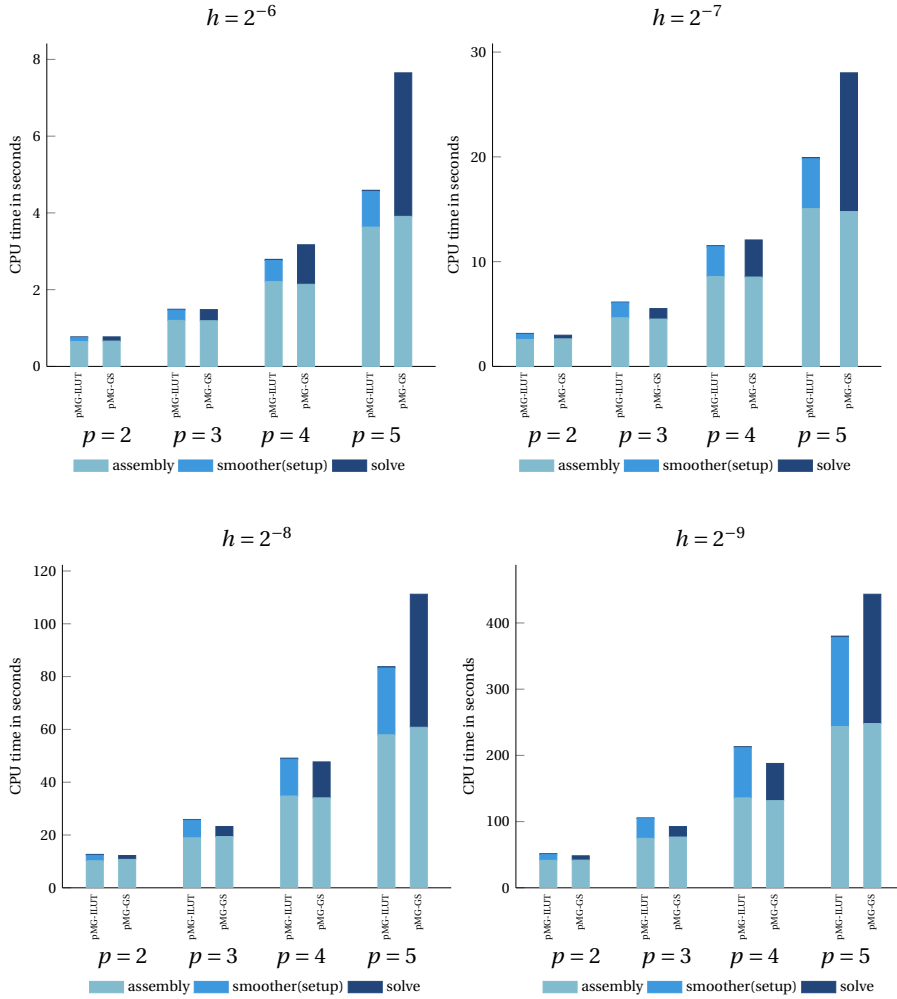 h = 2⁻⁶
CPU time in seconds
8
6
4
2
0
pMG-ILUT
pMG-GS
pMG-ILUT
pMG-GS
pMG-ILUT
pMG-GS
pMG-ILUT
pMG-GS
p = 2 p = 3 p = 4 p = 5
assembly smoother(setup) solve
h = 2⁻⁷
CPU time in seconds
30
20
10
0
pMG-ILUT
pMG-GS
pMG-ILUT
pMG-GS
pMG-ILUT
pMG-GS
pMG-ILUT
pMG-GS
p = 2 p = 3 p = 4 p = 5
assembly smoother(setup) solve
h = 2⁻⁸
CPU time in seconds
120
100
80
60
40
20
0
pMG-ILUT
pMG-GS
pMG-ILUT
pMG-GS
pMG-ILUT
pMG-GS
pMG-ILUT
pMG-GS
p = 2 p = 3 p = 4 p = 5
assembly smoother(setup) solve
h = 2⁻⁹
CPU time in seconds
400
300
200
100
0
pMG-ILUT
pMG-GS
pMG-ILUT
pMG-GS
pMG-ILUT
pMG-GS
pMG-ILUT
pMG-GS
p = 2 p = 3 p = 4 p = 5
assembly smoother(setup) solve